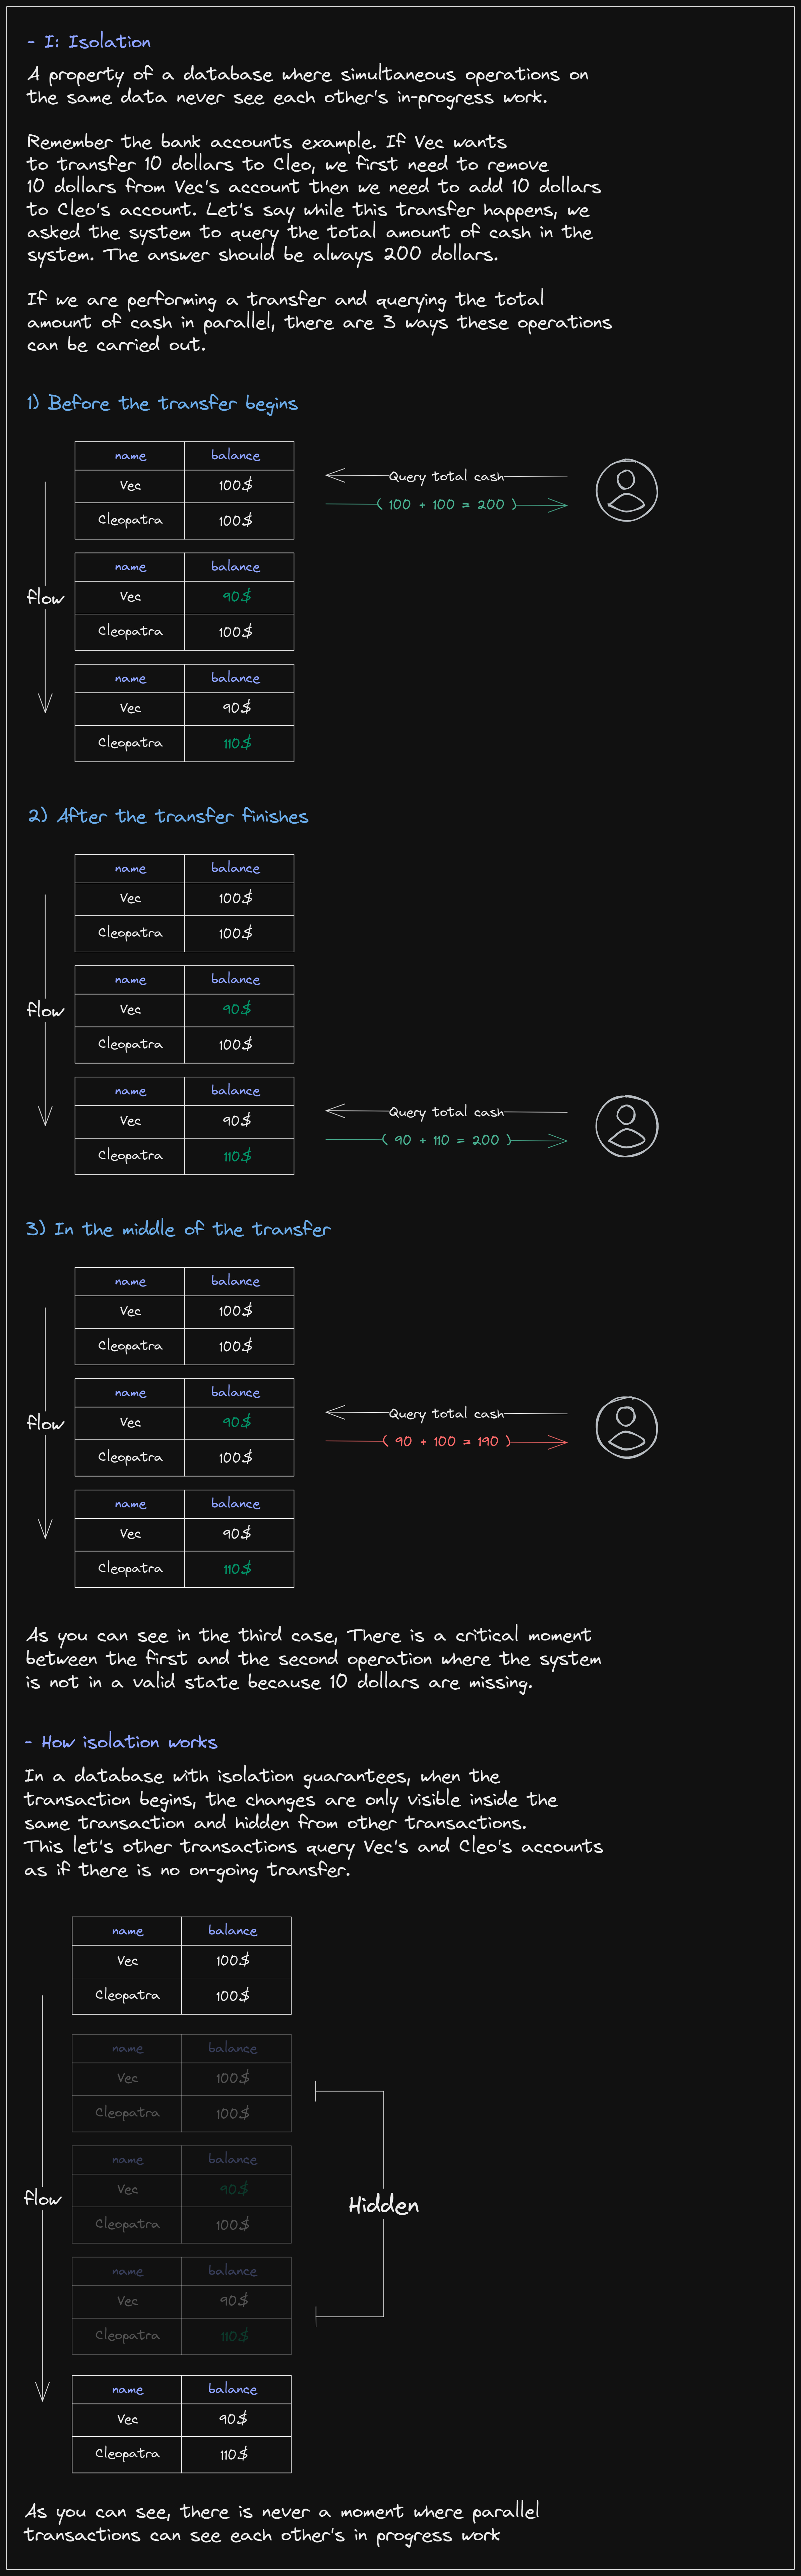 - I: Isolation
A property of a database where simultaneous operations on
the same data never see each other's in-progress work.
Remember the bank accounts example. If Vec wants
to transfer 10 dollars to Cleo, we first need to remove
10 dollars from Vec's account then we need to add 10 dollars
to Cleo's account. Let's say while this transfer happens, we
asked the system to query the total amount of cash in the
system. The answer should be always 200 dollars.
If we are performing a transfer and querying the total
amount of cash in parallel, there are 3 ways these operations
can be carried out.
1) Before the transfer begins
flow
name balance
Vec 100$
Cleopatra 100$
Query total cash
( 100 + 100 = 200 )
name balance
Vec 90$
Cleopatra 100$
name balance
Vec 90$
Cleopatra 110$
2) After the transfer finishes
flow
name balance
Vec 100$
Cleopatra 100$
name balance
Vec 90$
Cleopatra 100$
name balance
Vec 90$
Cleopatra 110$
Query total cash
( 90 + 110 = 200 )
3) In the middle of the transfer
flow
name balance
Vec 100$
Cleopatra 100$
name balance
Vec 90$
Cleopatra 100$
Query total cash
( 90 + 100 = 190 )
name balance
Vec 90$
Cleopatra 110$
As you can see in the third case, There is a critical moment
between the first and the second operation where the system
is not in a valid state because 10 dollars are missing.
- How isolation works
In a database with isolation guarantees, when the
transaction begins, the changes are only visible inside the
same transaction and hidden from other transactions.
This let's other transactions query Vec's and Cleo's accounts
as if there is no on-going transfer.
flow
name balance
Vec 100$
Cleopatra 100$
name balance
Vec 100$
Cleopatra 100$
name balance
Vec 90$
Cleopatra 100$
Hidden
name balance
Vec 90$
Cleopatra 110$
name balance
Vec 90$
Cleopatra 110$
As you can see, there is never a moment where parallel
transactions can see each other's in progress work